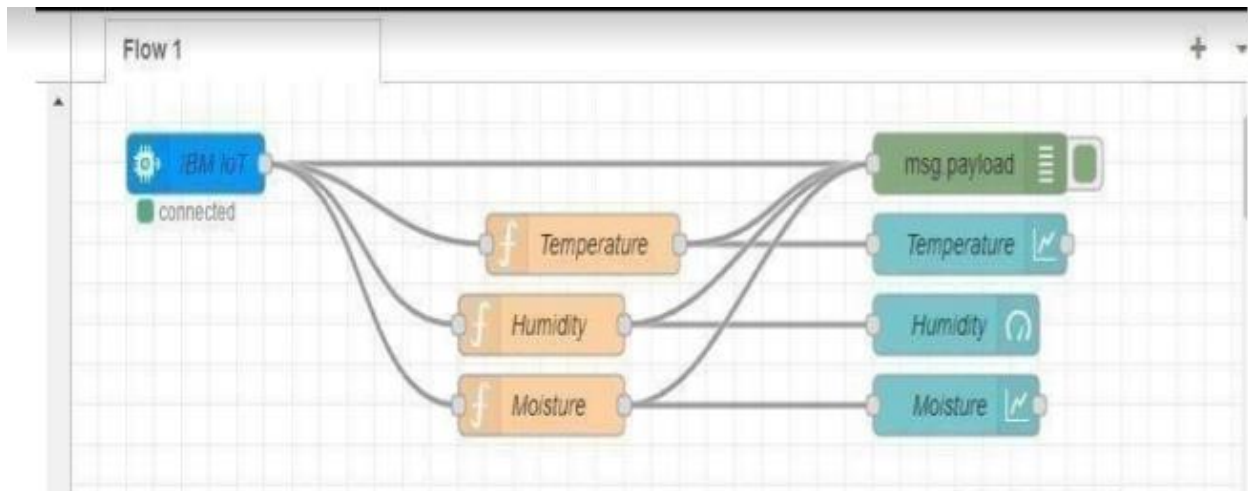 Flow 1
IBM IoT
msg.payload
connected
Temperature
Temperature
Humidity
Humidity
Moisture
Moisture